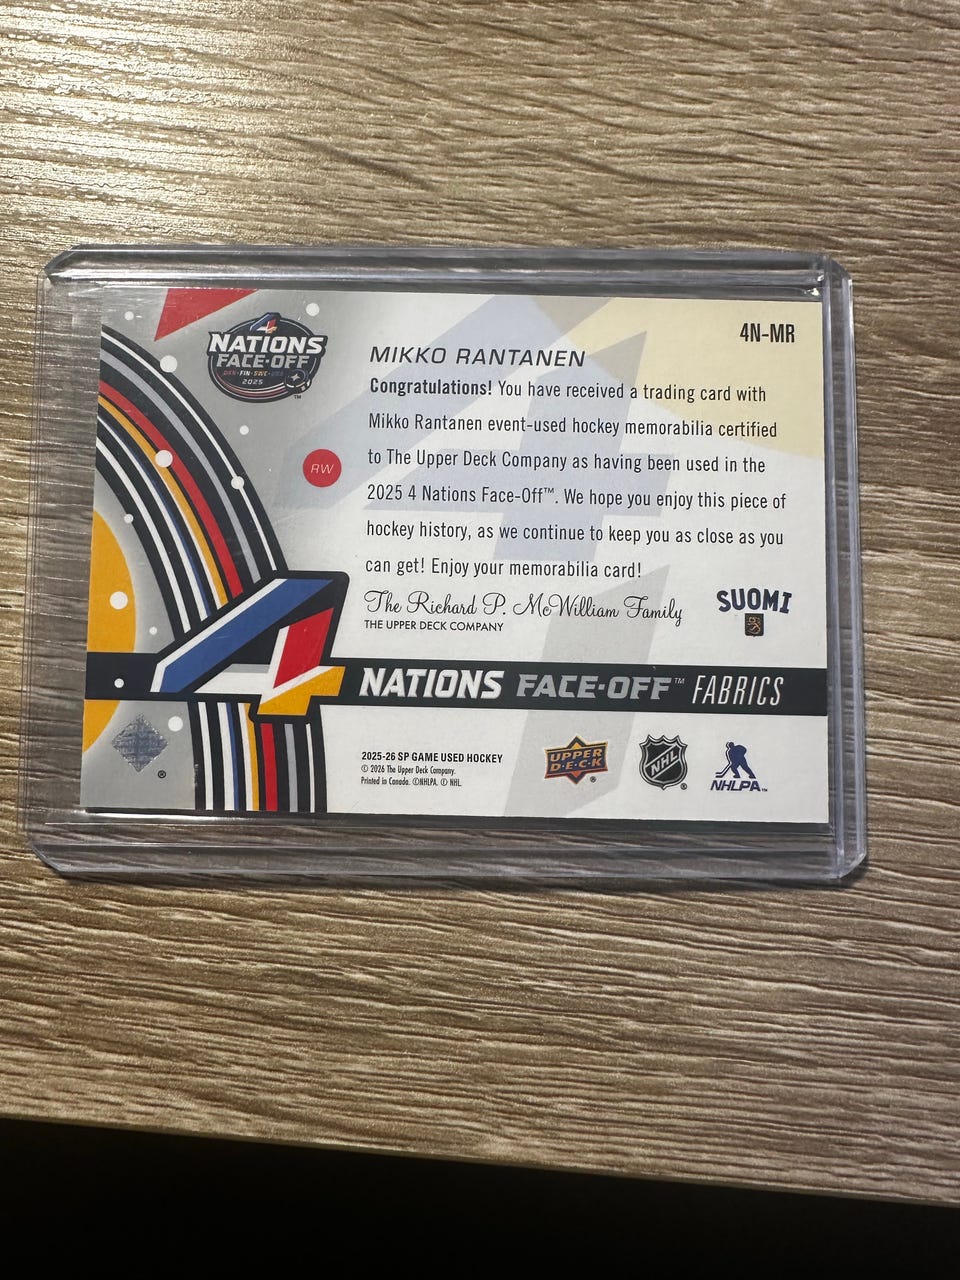 4N-MR
NATIONS
FACE-OFF
FIN SWE
2025
TM
MIKKO RANTANEN
Congratulations! You have received a trading card with
Mikko Rantanen event-used hockey memorabilia certified
to The Upper Deck Company as having been used in the
2025 4 Nations Face-Off™. We hope you enjoy this piece of
hockey history, as we continue to keep you as close as you
can get! Enjoy your memorabilia card!
RW
The Richard P. McWilliam Family
THE UPPER DECK COMPANY
SUOMI
4 NATIONS FACE-OFF™ FABRICS
2025-26 SP GAME USED HOCKEY
© 2026 The Upper Deck Company.
Printed in Canada. ©NHLPA. © NHL.
UPPER
D·E·C·K
®
NHL
®
NHLPA™
®